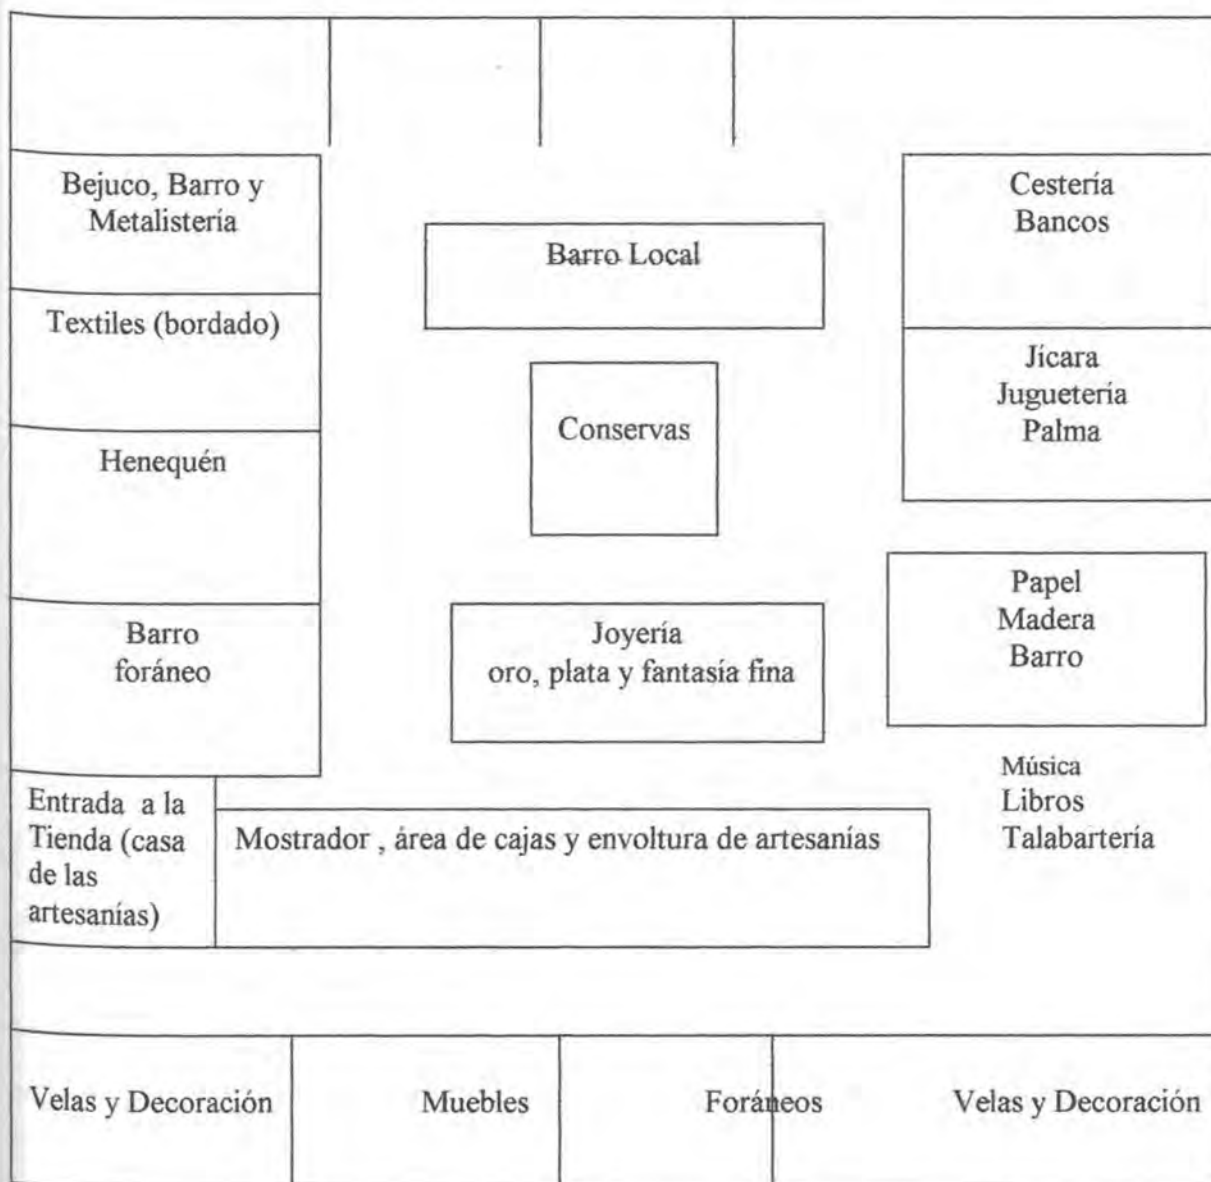 Bejuco, Barro y
Metalistería
Cestería
Bancos
Barro Local
Textiles (bordado)
Jícara
Juguetería
Palma
Conservas
Henequén
Papel
Madera
Barro
Barro
foráneo
Joyería
oro, plata y fantasía fina
Música
Libros
Talabartería
Entrada a la
Tienda (casa
de las
artesanías)
Mostrador , área de cajas y envoltura de artesanías
Velas y Decoración
Muebles
Foráneos
Velas y Decoración